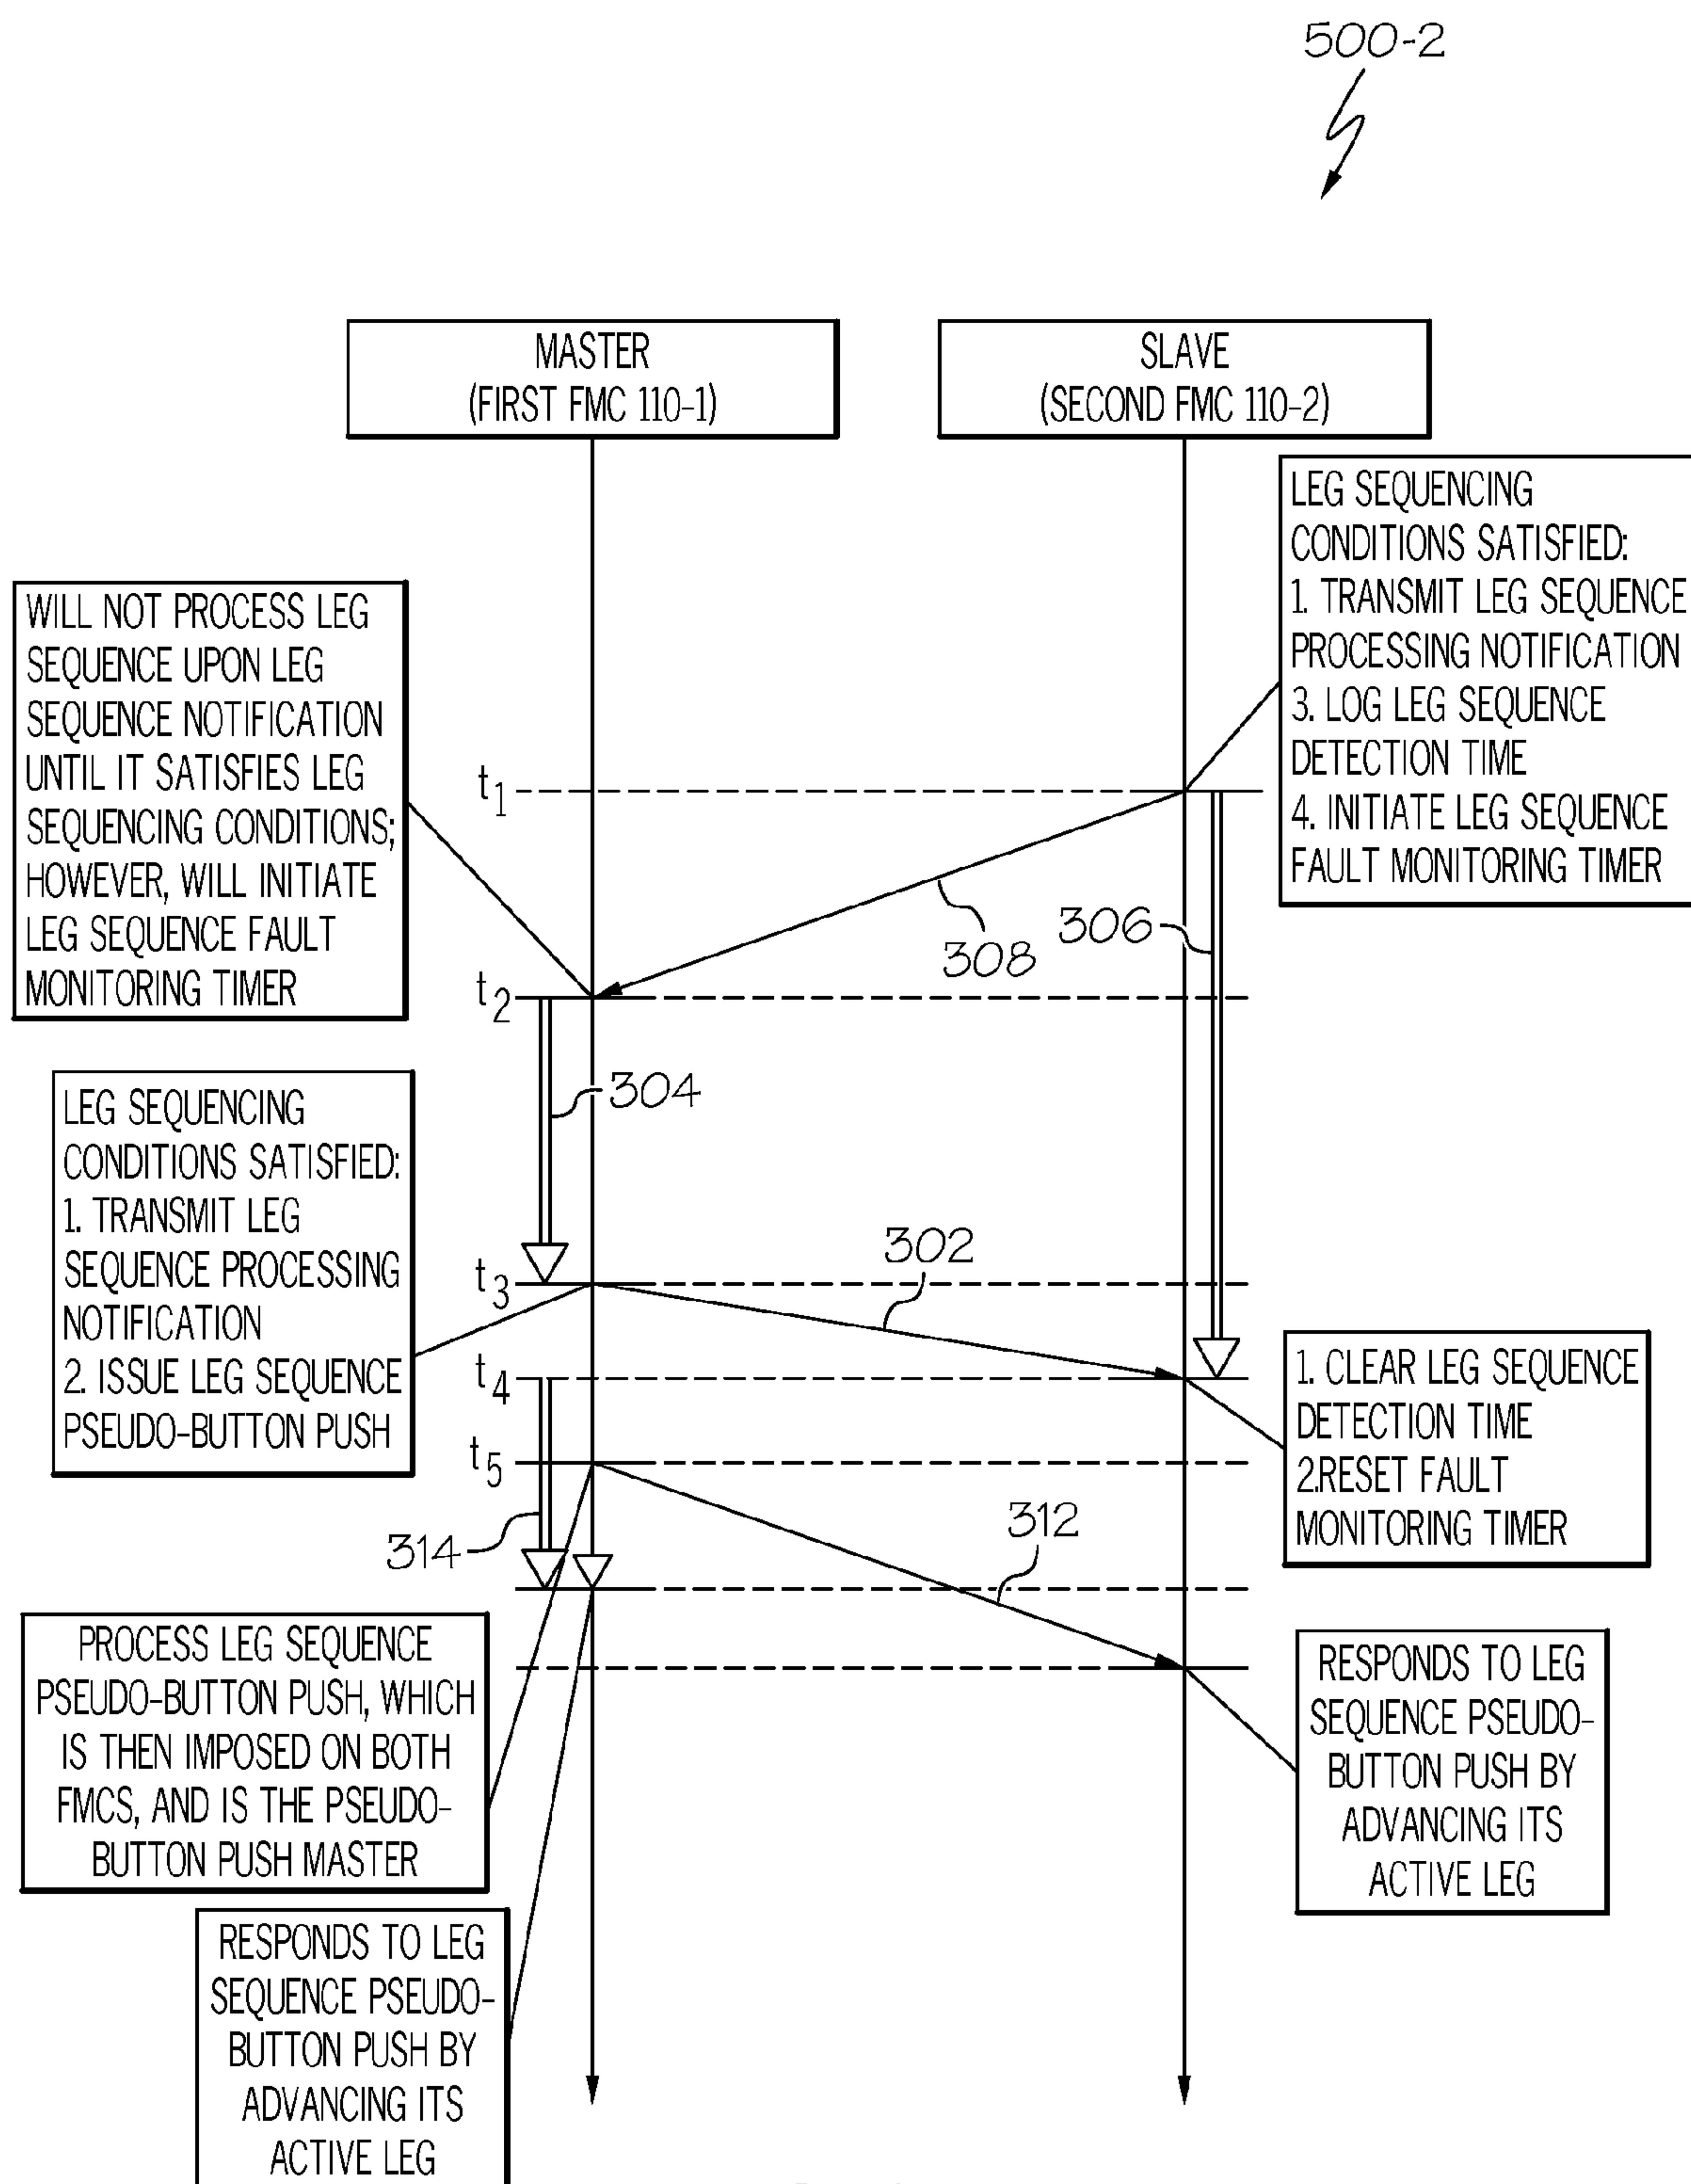 500-2
MASTER
(FIRST FMC 110-1)
SLAVE
(SECOND FMC 110-2)
LEG SEQUENCING
CONDITIONS SATISFIED:
1. TRANSMIT LEG SEQUENCE
PROCESSING NOTIFICATION
3. LOG LEG SEQUENCE
DETECTION TIME
4. INITIATE LEG SEQUENCE
FAULT MONITORING TIMER
WILL NOT PROCESS LEG
SEQUENCE UPON LEG
SEQUENCE NOTIFICATION
UNTIL IT SATISFIES LEG
SEQUENCING CONDITIONS;
HOWEVER, WILL INITIATE
LEG SEQUENCE FAULT
MONITORING TIMER
t1
308
306
t2
304
LEG SEQUENCING
CONDITIONS SATISFIED:
1. TRANSMIT LEG
SEQUENCE PROCESSING
NOTIFICATION
2. ISSUE LEG SEQUENCE
PSEUDO-BUTTON PUSH
302
t3
t4
1. CLEAR LEG SEQUENCE
DETECTION TIME
2.RESET FAULT
MONITORING TIMER
t5
314
312
PROCESS LEG SEQUENCE
PSEUDO-BUTTON PUSH, WHICH
IS THEN IMPOSED ON BOTH
FMCS, AND IS THE PSEUDO-
BUTTON PUSH MASTER
RESPONDS TO LEG
SEQUENCE PSEUDO-
BUTTON PUSH BY
ADVANCING ITS
ACTIVE LEG
RESPONDS TO LEG
SEQUENCE PSEUDO-
BUTTON PUSH BY
ADVANCING ITS
ACTIVE LEG